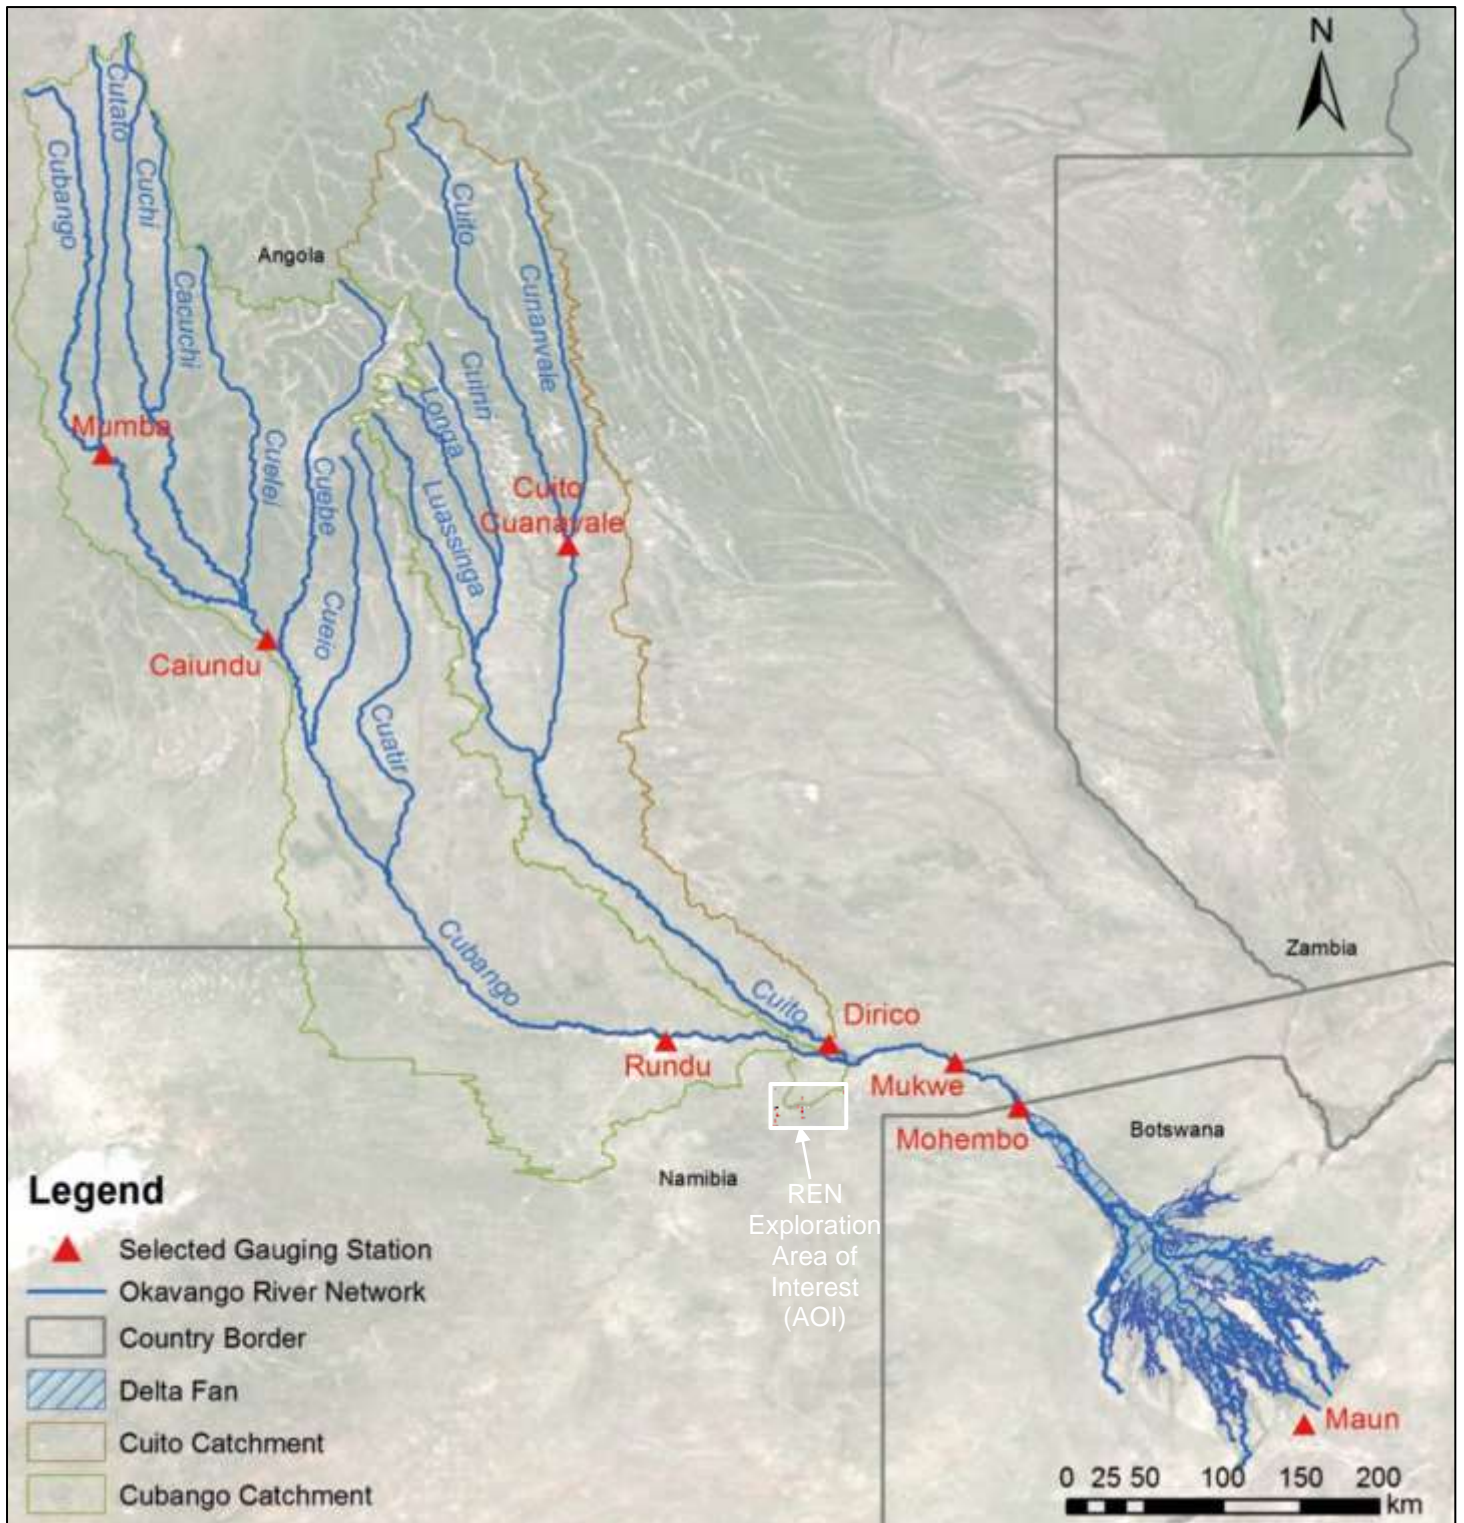 N
Cutato
Cubango
Cuchi
Cacuchi
Cuito
Angola
Cunanvale
Cuiriri
Longa
Mumba
Cuelei
Cuebe
Luassinga
Cuito
Cuanavale
Cueio
Caiundu
Cuatir
Cubango
Cuito
Zambia
Dirico
Rundu
Mukwe
Mohembo
Botswana
Namibia
REN
Exploration
Area of
Interest
(AOI)
Legend
Selected Gauging Station
Okavango River Network
Country Border
Delta Fan
Cuito Catchment
Cubango Catchment
Maun
0 25 50 100 150 200
km